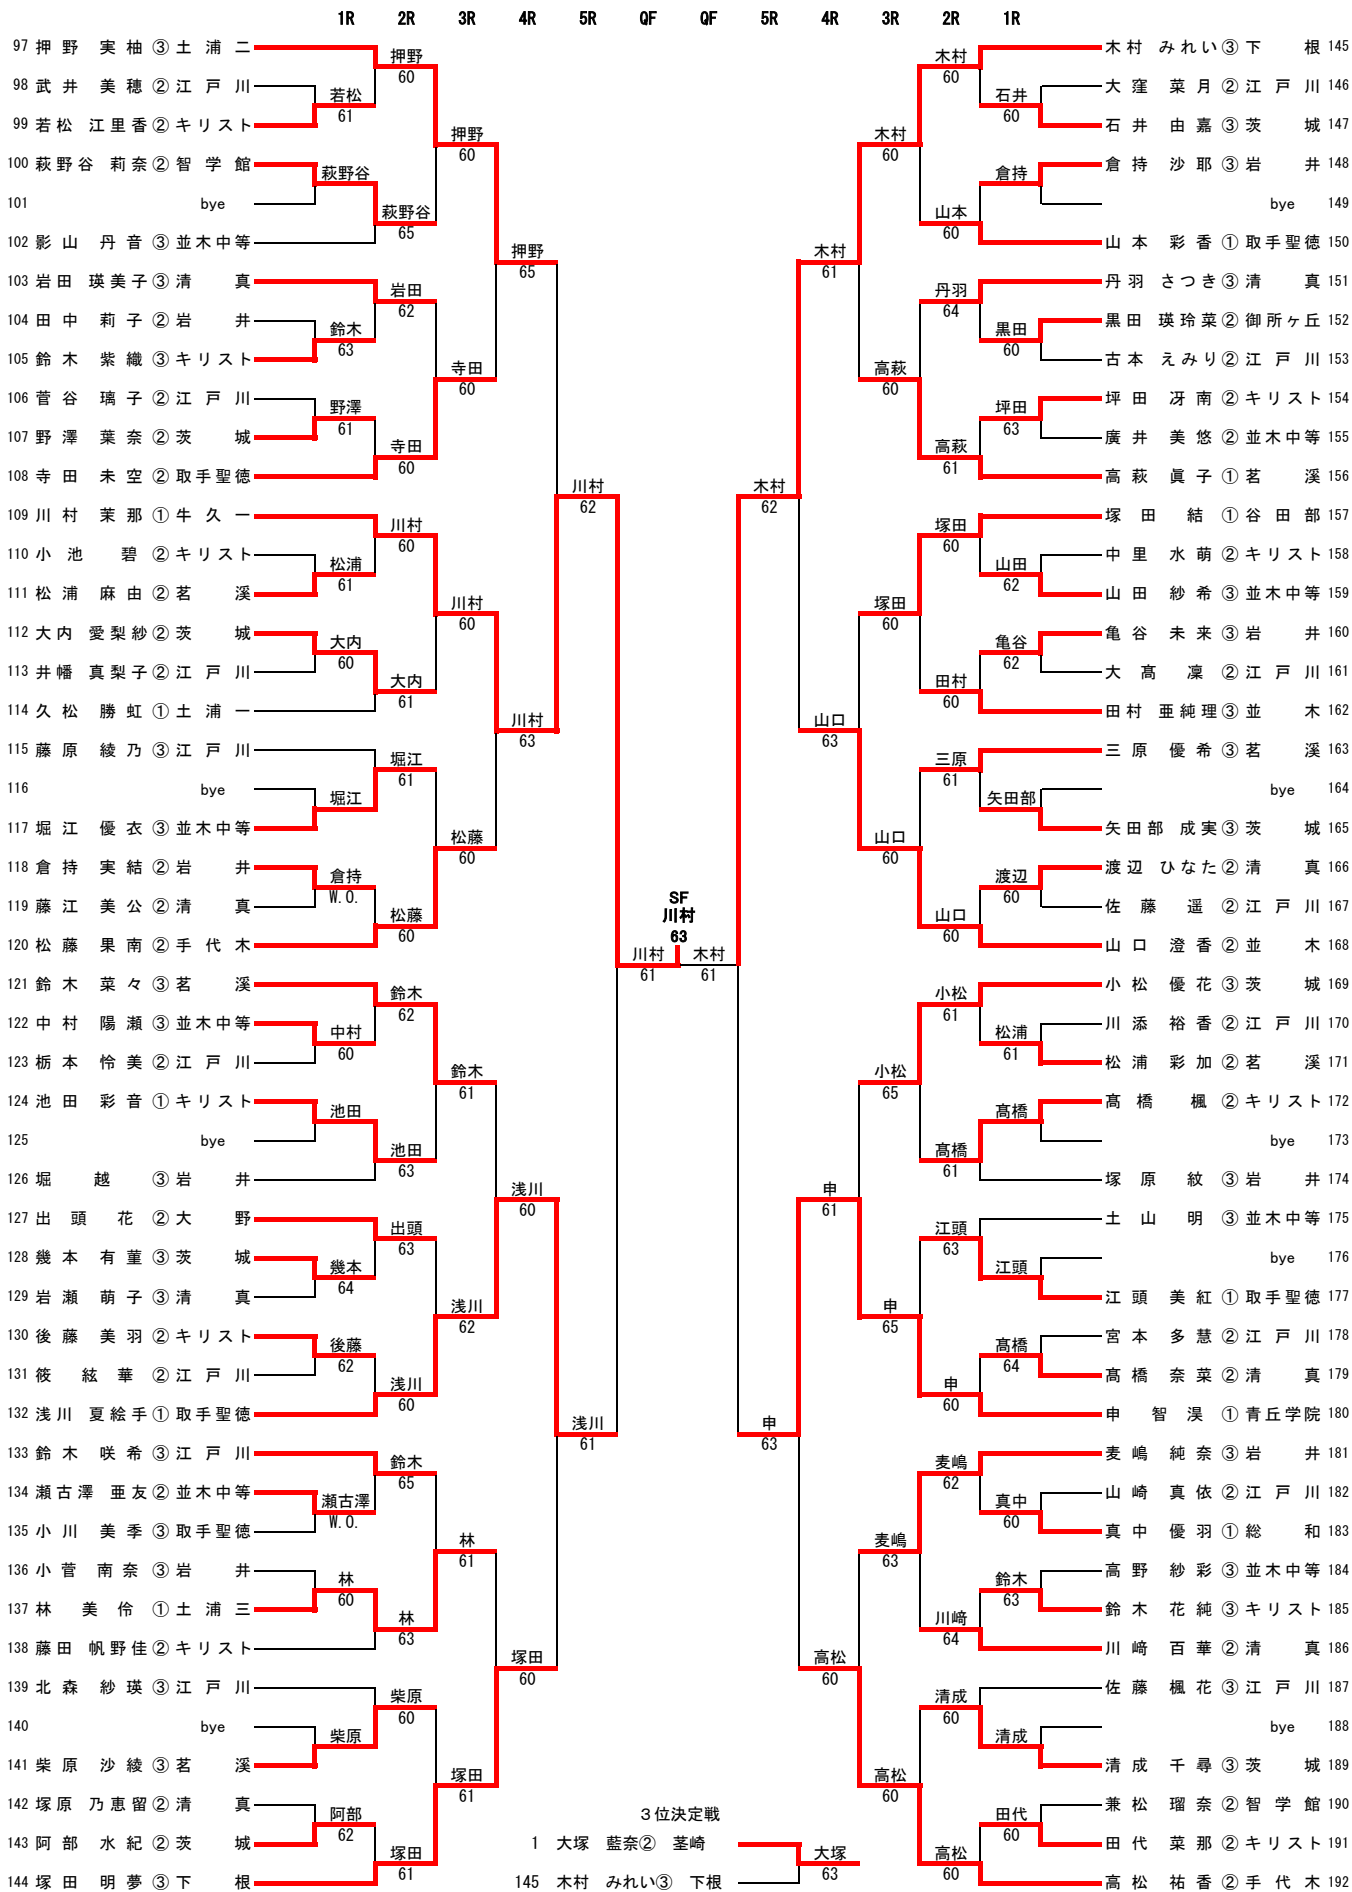 1R 2R 3R 4R 5R QF QF 5R 4R 3R 2R 1R
97 押野 実柚 ③ 土浦二
98 武井 美穂 ② 江戸川
99 若松 江里香 ② キリスト
100 萩野谷 莉奈 ② 智学館
101 bye
102 影山 丹音 ③ 並木中等
103 岩田 瑛美子 ③ 清真
104 田中 莉子 ② 岩井
105 鈴木 紫織 ③ キリスト
106 菅谷 璃子 ② 江戸川
107 野澤 葉奈 ② 茨城
108 寺田 未空 ② 取手聖徳
109 川村 茉那 ① 牛久一
110 小池 碧 ② キリスト
111 松浦 麻由 ② 茗溪
112 大内 愛梨紗 ② 茨城
113 井幡 真梨子 ② 江戸川
114 久松 勝虹 ① 土浦一
115 藤原 綾乃 ③ 江戸川
116 bye
117 堀江 優衣 ③ 並木中等
118 倉持 実結 ② 岩井
119 藤江 美公 ② 清真
120 松藤 果南 ② 手代木
121 鈴木 菜々 ③ 茗溪
122 中村 陽瀬 ③ 並木中等
123 栃本 怜美 ② 江戸川
124 池田 彩音 ① キリスト
125 bye
126 堀越 ③ 岩井
127 出頭 花 ② 大野
128 幾本 有菫 ③ 茨城
129 岩瀬 萌子 ③ 清真
130 後藤 美羽 ② キリスト
131 筱 絃華 ② 江戸川
132 浅川 夏絵手 ① 取手聖徳
133 鈴木 咲希 ③ 江戸川
134 瀬古澤 亜友 ② 並木中等
135 小川 美季 ③ 取手聖徳
136 小菅 南奈 ③ 岩井
137 林 美伶 ① 土浦三
138 藤田 帆野佳 ② キリスト
139 北森 紗瑛 ③ 江戸川
140 bye
141 柴原 沙綾 ③ 茗溪
142 塚原 乃恵留 ② 清真
143 阿部 水紀 ② 茨城
144 塚田 明夢 ③ 下根
若松 61
萩野谷
鈴木 63
野澤 61
松浦 61
大内 60
堀江
倉持 W.O.
中村 60
池田
幾本 64
後藤 62
瀬古澤 W.O.
林 60
柴原
阿部 62
押野 60
萩野谷 65
岩田 62
寺田 60
川村 60
大内 61
堀江 61
松藤 60
鈴木 62
池田 63
出頭 63
浅川 60
鈴木 65
林 63
柴原 60
塚田 61
押野 60
寺田 60
川村 60
松藤 60
鈴木 61
浅川 62
林 61
塚田 61
押野 65
川村 63
浅川 60
塚田 60
川村 62
浅川 61
川村 61
SF
川村
63
木村 61
木村 62
申 63
木村 61
山口 63
申 61
高松 60
木村 60
高萩 60
塚田 60
山口 60
小松 65
申 65
麦嶋 63
高松 60
木村 60
山本 60
丹羽 64
高萩 61
塚田 60
田村 60
三原 61
山口 60
小松 61
髙橋 61
江頭 63
申 60
麦嶋 62
川﨑 64
清成 60
高松 60
石井 60
倉持
黒田 60
坪田 63
山田 62
亀谷 62
矢田部
渡辺 60
松浦 61
髙橋
江頭
髙橋 64
真中 60
鈴木 63
清成
田代 60
木村 みれい ③ 下根 145
大窪 菜月 ② 江戸川 146
石井 由嘉 ③ 茨城 147
倉持 沙耶 ③ 岩井 148
bye 149
山本 彩香 ① 取手聖徳 150
丹羽 さつき ③ 清真 151
黒田 瑛玲菜 ② 御所ヶ丘 152
古本 えみり ② 江戸川 153
坪田 冴南 ② キリスト 154
廣井 美悠 ② 並木中等 155
高萩 眞子 ① 茗溪 156
塚田 結 ① 谷田部 157
中里 水萌 ② キリスト 158
山田 紗希 ③ 並木中等 159
亀谷 未来 ③ 岩井 160
大髙 凜 ② 江戸川 161
田村 亜純理 ③ 並木 162
三原 優希 ③ 茗溪 163
bye 164
矢田部 成実 ③ 茨城 165
渡辺 ひなた ② 清真 166
佐藤 遥 ② 江戸川 167
山口 澄香 ② 並木 168
小松 優花 ③ 茨城 169
川添 裕香 ② 江戸川 170
松浦 彩加 ② 茗溪 171
髙橋 楓 ② キリスト 172
bye 173
塚原 紋 ③ 岩井 174
土山 明 ③ 並木中等 175
bye 176
江頭 美紅 ① 取手聖徳 177
宮本 多慧 ② 江戸川 178
髙橋 奈菜 ② 清真 179
申 智淏 ① 青丘学院 180
麦嶋 純奈 ③ 岩井 181
山崎 真依 ② 江戸川 182
真中 優羽 ① 総和 183
高野 紗彩 ③ 並木中等 184
鈴木 花純 ③ キリスト 185
川﨑 百華 ② 清真 186
佐藤 楓花 ③ 江戸川 187
bye 188
清成 千尋 ③ 茨城 189
兼松 瑠奈 ② 智学館 190
田代 菜那 ② キリスト 191
高松 祐香 ② 手代木 192
3位決定戦
1 大塚 藍奈② 茎崎
145 木村 みれい③ 下根
大塚
63